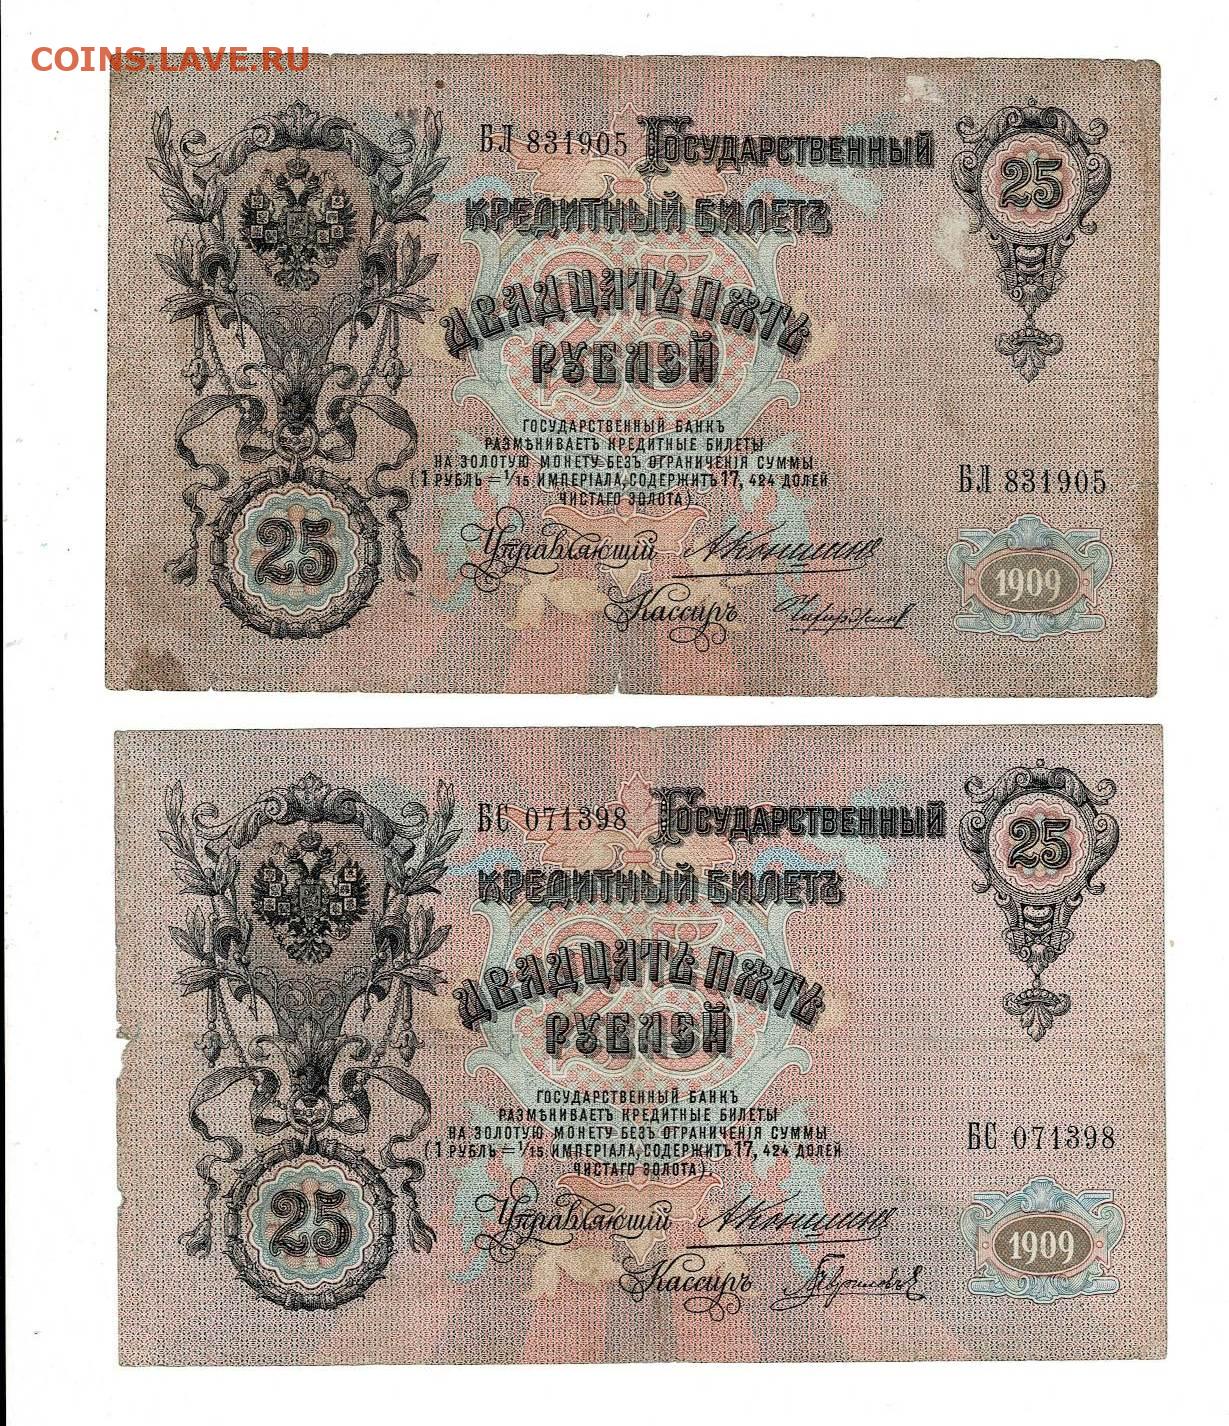 COINS.LAVE.RU
БЛ 831905 Государственный
25
кредитный билетъ
Двадцать пять
рублей
ГОСУДАРСТВЕННЫЙ БАНКЪ
РАЗМѢНИВАЕТЪ КРЕДИТНЫЕ БИЛЕТЫ
НА ЗОЛОТУЮ МОНЕТУ БЕЗЪ ОГРАНИЧЕНІЯ СУММЫ
(1 РУБЛЬ = 1/15 ИМПЕРІАЛА, СОДЕРЖИТЪ 17, 424 ДОЛЕЙ
ЧИСТАГО ЗОЛОТА).
БЛ 831905
25
Управляющій АКоншинъ
Кассиръ
1909
БС 071398 Государственный
25
кредитный билетъ
Двадцать пять
рублей
ГОСУДАРСТВЕННЫЙ БАНКЪ
РАЗМѢНИВАЕТЪ КРЕДИТНЫЕ БИЛЕТЫ
НА ЗОЛОТУЮ МОНЕТУ БЕЗЪ ОГРАНИЧЕНІЯ СУММЫ
(1 РУБЛЬ = 1/15 ИМПЕРІАЛА, СОДЕРЖИТЪ 17, 424 ДОЛЕЙ
ЧИСТАГО ЗОЛОТА).
БС 071398
25
Управляющій АКоншинъ
Кассиръ
1909